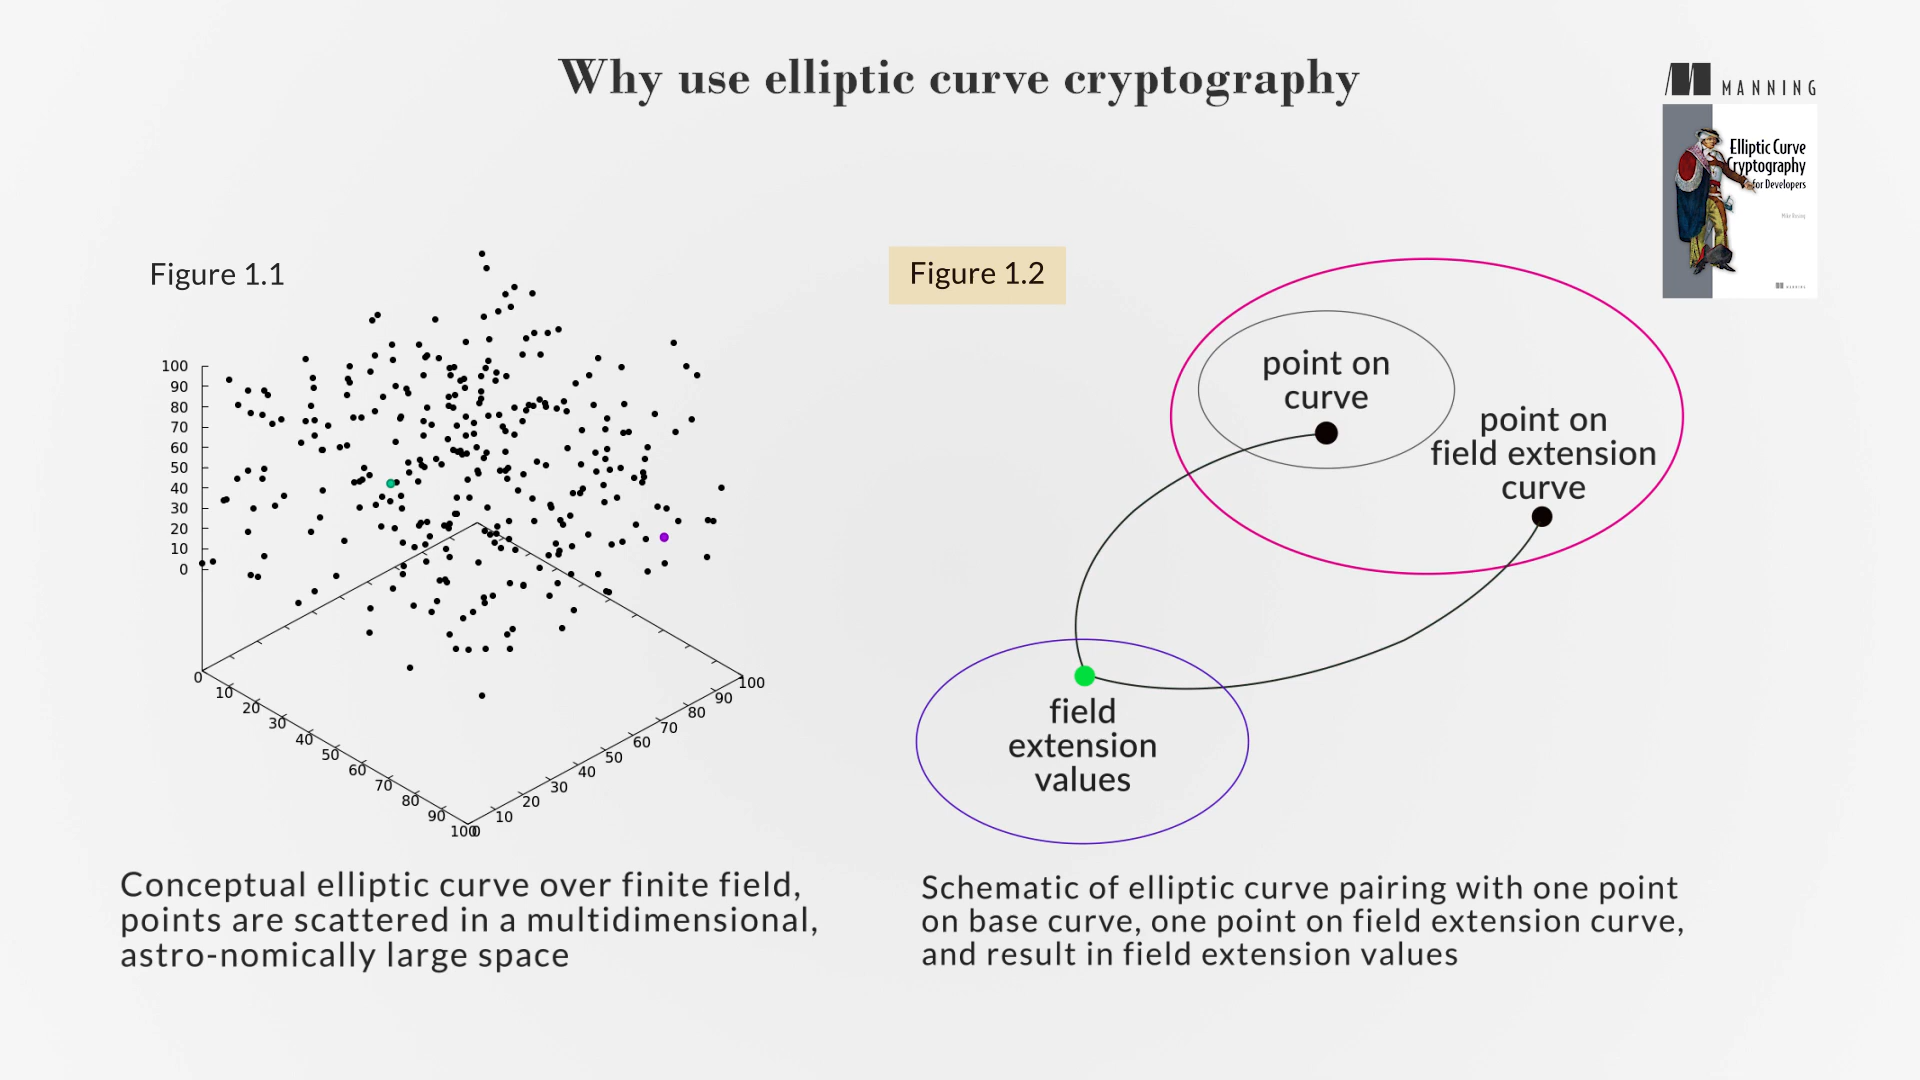 Why use elliptic curve cryptography
MANNING
Elliptic Curve
Cryptography
for Developers
MANNING
Figure 1.1
100
90
80
70
60
50
40
30
20
10
0
0
10
20
30
40
50
60
70
80
90
100
0
10
20
30
40
50
60
70
80
90
100
Conceptual elliptic curve over finite field,
points are scattered in a multidimensional,
astro-nomically large space
Figure 1.2
point on
curve
point on
field extension
curve
field
extension
values
Schematic of elliptic curve pairing with one point
on base curve, one point on field extension curve,
and result in field extension values